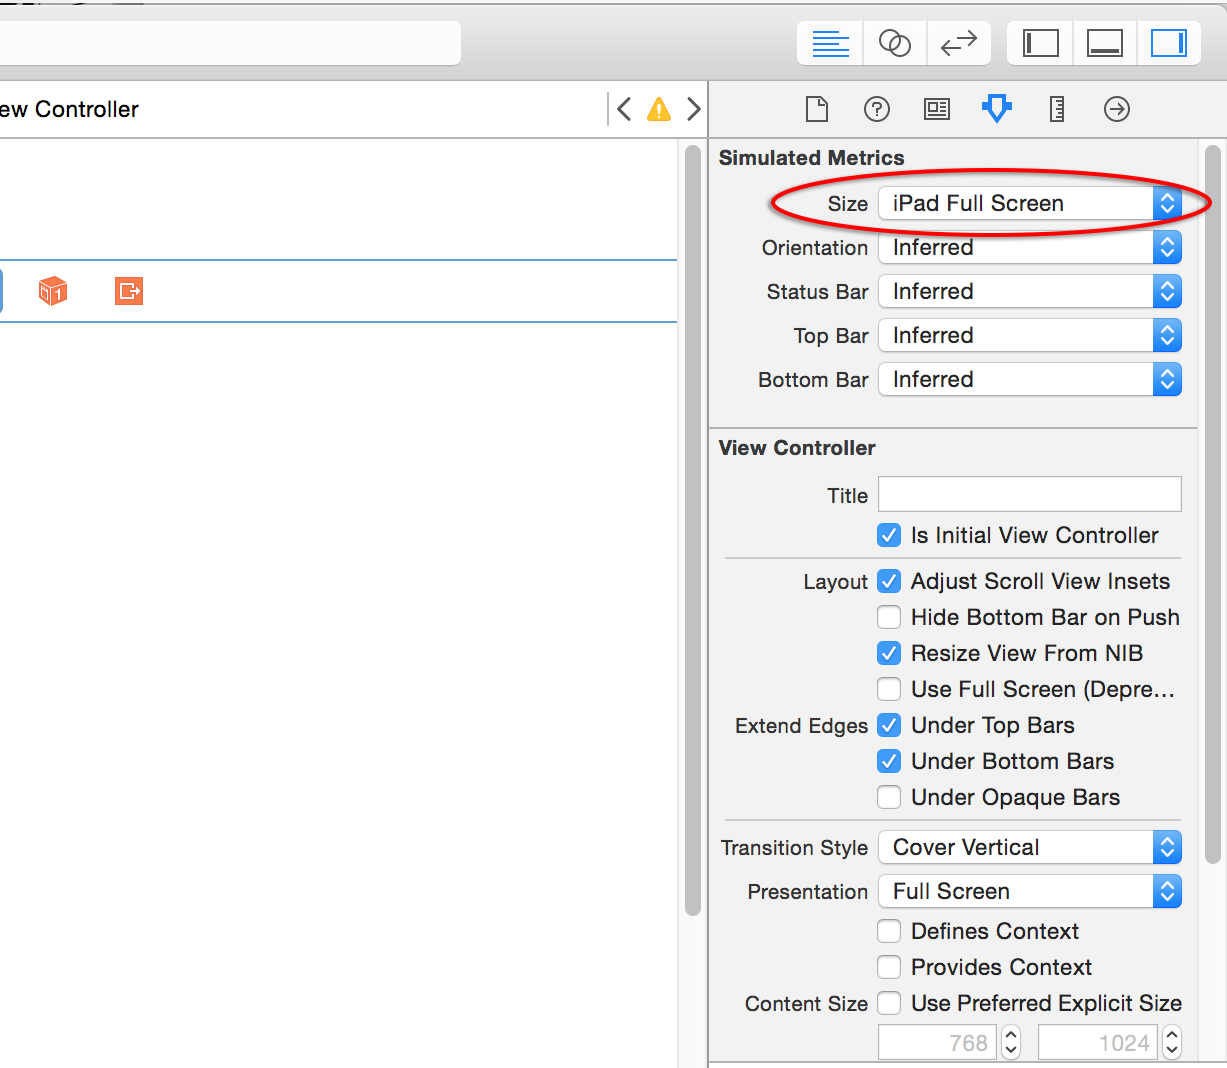 ew Controller
Simulated Metrics
Size iPad Full Screen
Orientation Inferred
Status Bar Inferred
Top Bar Inferred
Bottom Bar Inferred
View Controller
Title
Is Initial View Controller
Layout Adjust Scroll View Insets
Hide Bottom Bar on Push
Resize View From NIB
Use Full Screen (Depre...
Extend Edges Under Top Bars
Under Bottom Bars
Under Opaque Bars
Transition Style Cover Vertical
Presentation Full Screen
Defines Context
Provides Context
Content Size Use Preferred Explicit Size
768 1024